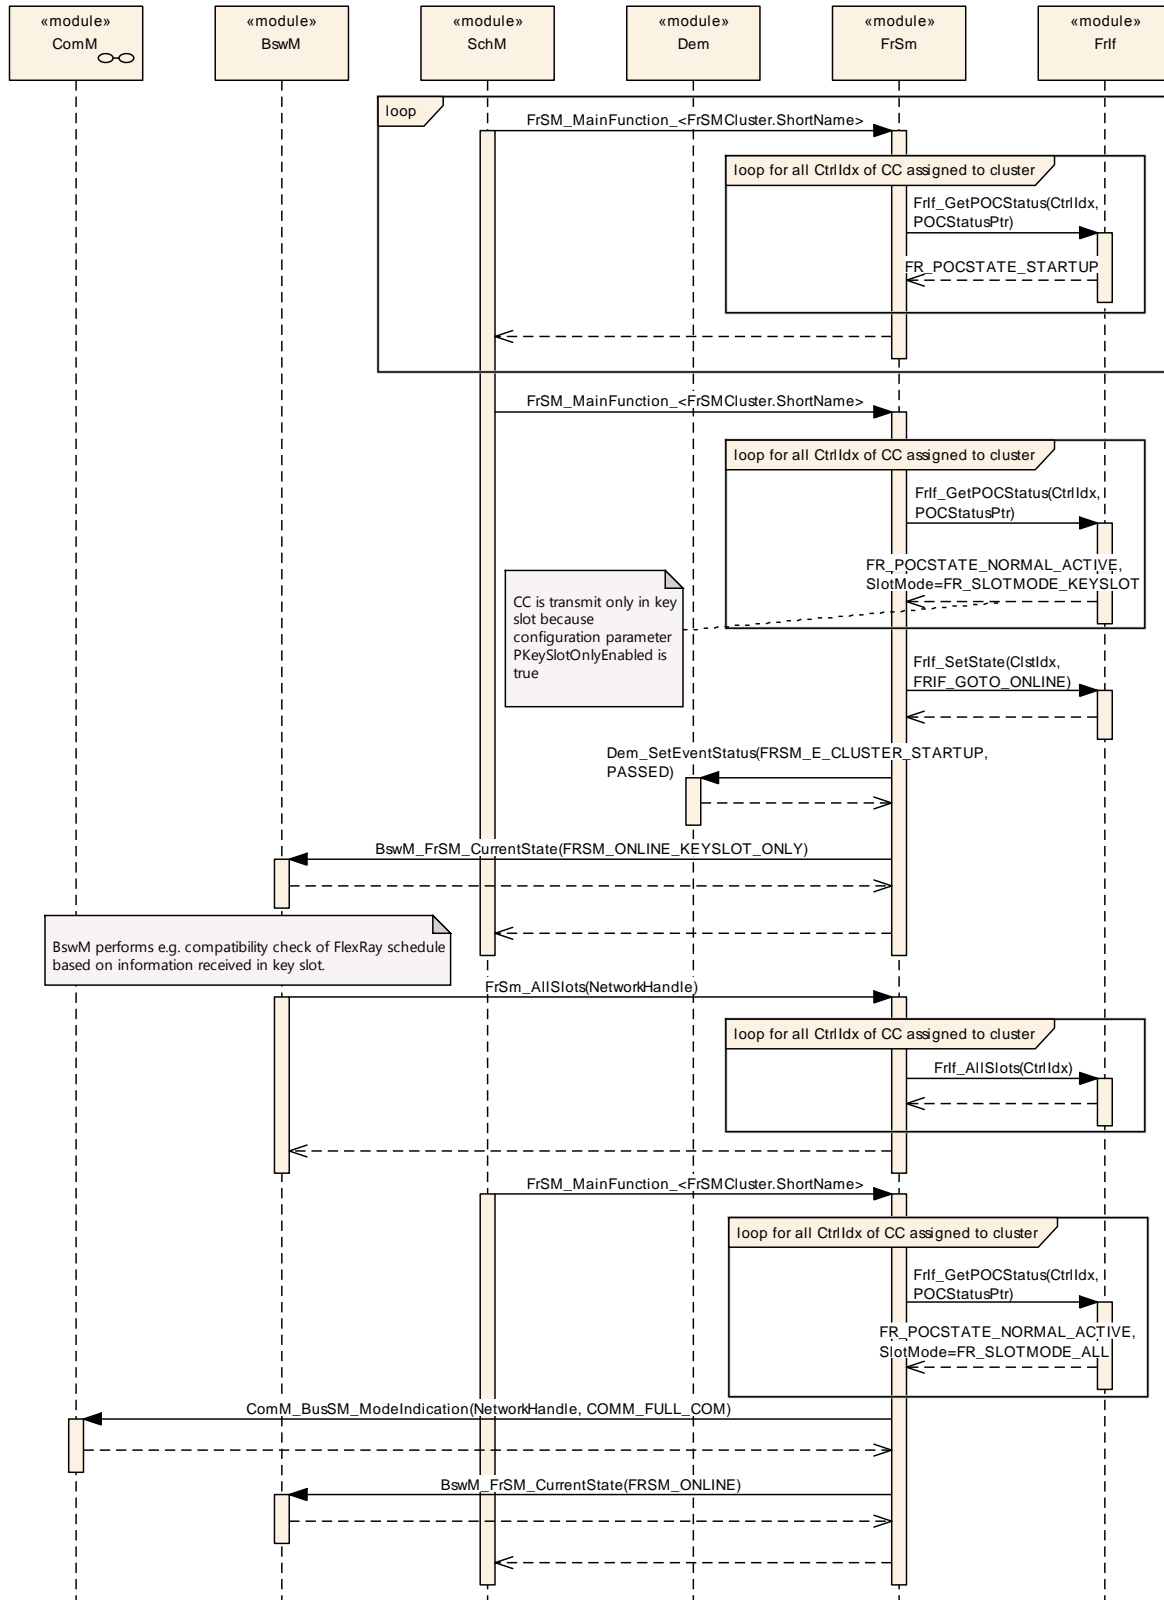 «module»
ComM
«module»
BswM
«module»
SchM
«module»
Dem
«module»
FrSm
«module»
FrIf
loop
FrSM_MainFunction_<FrSMCluster.ShortName>
loop for all CtrlIdx of CC assigned to cluster
FrIf_GetPOCStatus(CtrlIdx,
POCStatusPtr)
FR_POCSTATE_STARTUP
FrSM_MainFunction_<FrSMCluster.ShortName>
loop for all CtrlIdx of CC assigned to cluster
FrIf_GetPOCStatus(CtrlIdx,
POCStatusPtr)
FR_POCSTATE_NORMAL_ACTIVE,
SlotMode=FR_SLOTMODE_KEYSLOT
CC is transmit only in key
slot because
configuration parameter
PKeySlotOnlyEnabled is
true
FrIf_SetState(ClstIdx,
FRIF_GOTO_ONLINE)
Dem_SetEventStatus(FRSM_E_CLUSTER_STARTUP,
PASSED)
BswM_FrSM_CurrentState(FRSM_ONLINE_KEYSLOT_ONLY)
BswM performs e.g. compatibility check of FlexRay schedule
based on information received in key slot.
FrSm_AllSlots(NetworkHandle)
loop for all CtrlIdx of CC assigned to cluster
FrIf_AllSlots(CtrlIdx)
FrSM_MainFunction_<FrSMCluster.ShortName>
loop for all CtrlIdx of CC assigned to cluster
FrIf_GetPOCStatus(CtrlIdx,
POCStatusPtr)
FR_POCSTATE_NORMAL_ACTIVE,
SlotMode=FR_SLOTMODE_ALL
ComM_BusSM_ModeIndication(NetworkHandle, COMM_FULL_COM)
BswM_FrSM_CurrentState(FRSM_ONLINE)